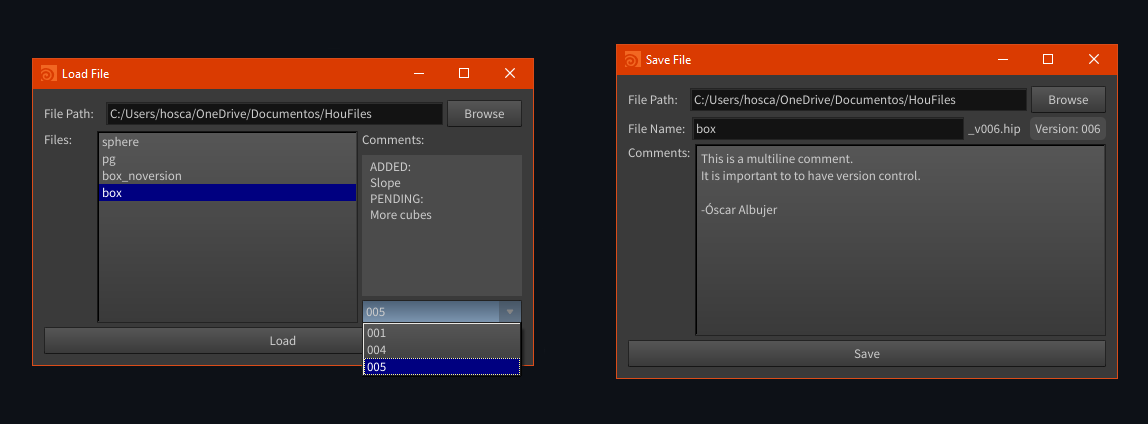 Load File
File Path: C:/Users/hosca/OneDrive/Documentos/HouFiles Browse
Files:
sphere
pg
box_noversion
box
Comments:
ADDED:
Slope
PENDING:
More cubes
005
001
004
005
Load
Save File
File Path: C:/Users/hosca/OneDrive/Documentos/HouFiles Browse
File Name: box _v006.hip Version: 006
Comments:
This is a multiline comment.
It is important to to have version control.
-Óscar Albujer
Save